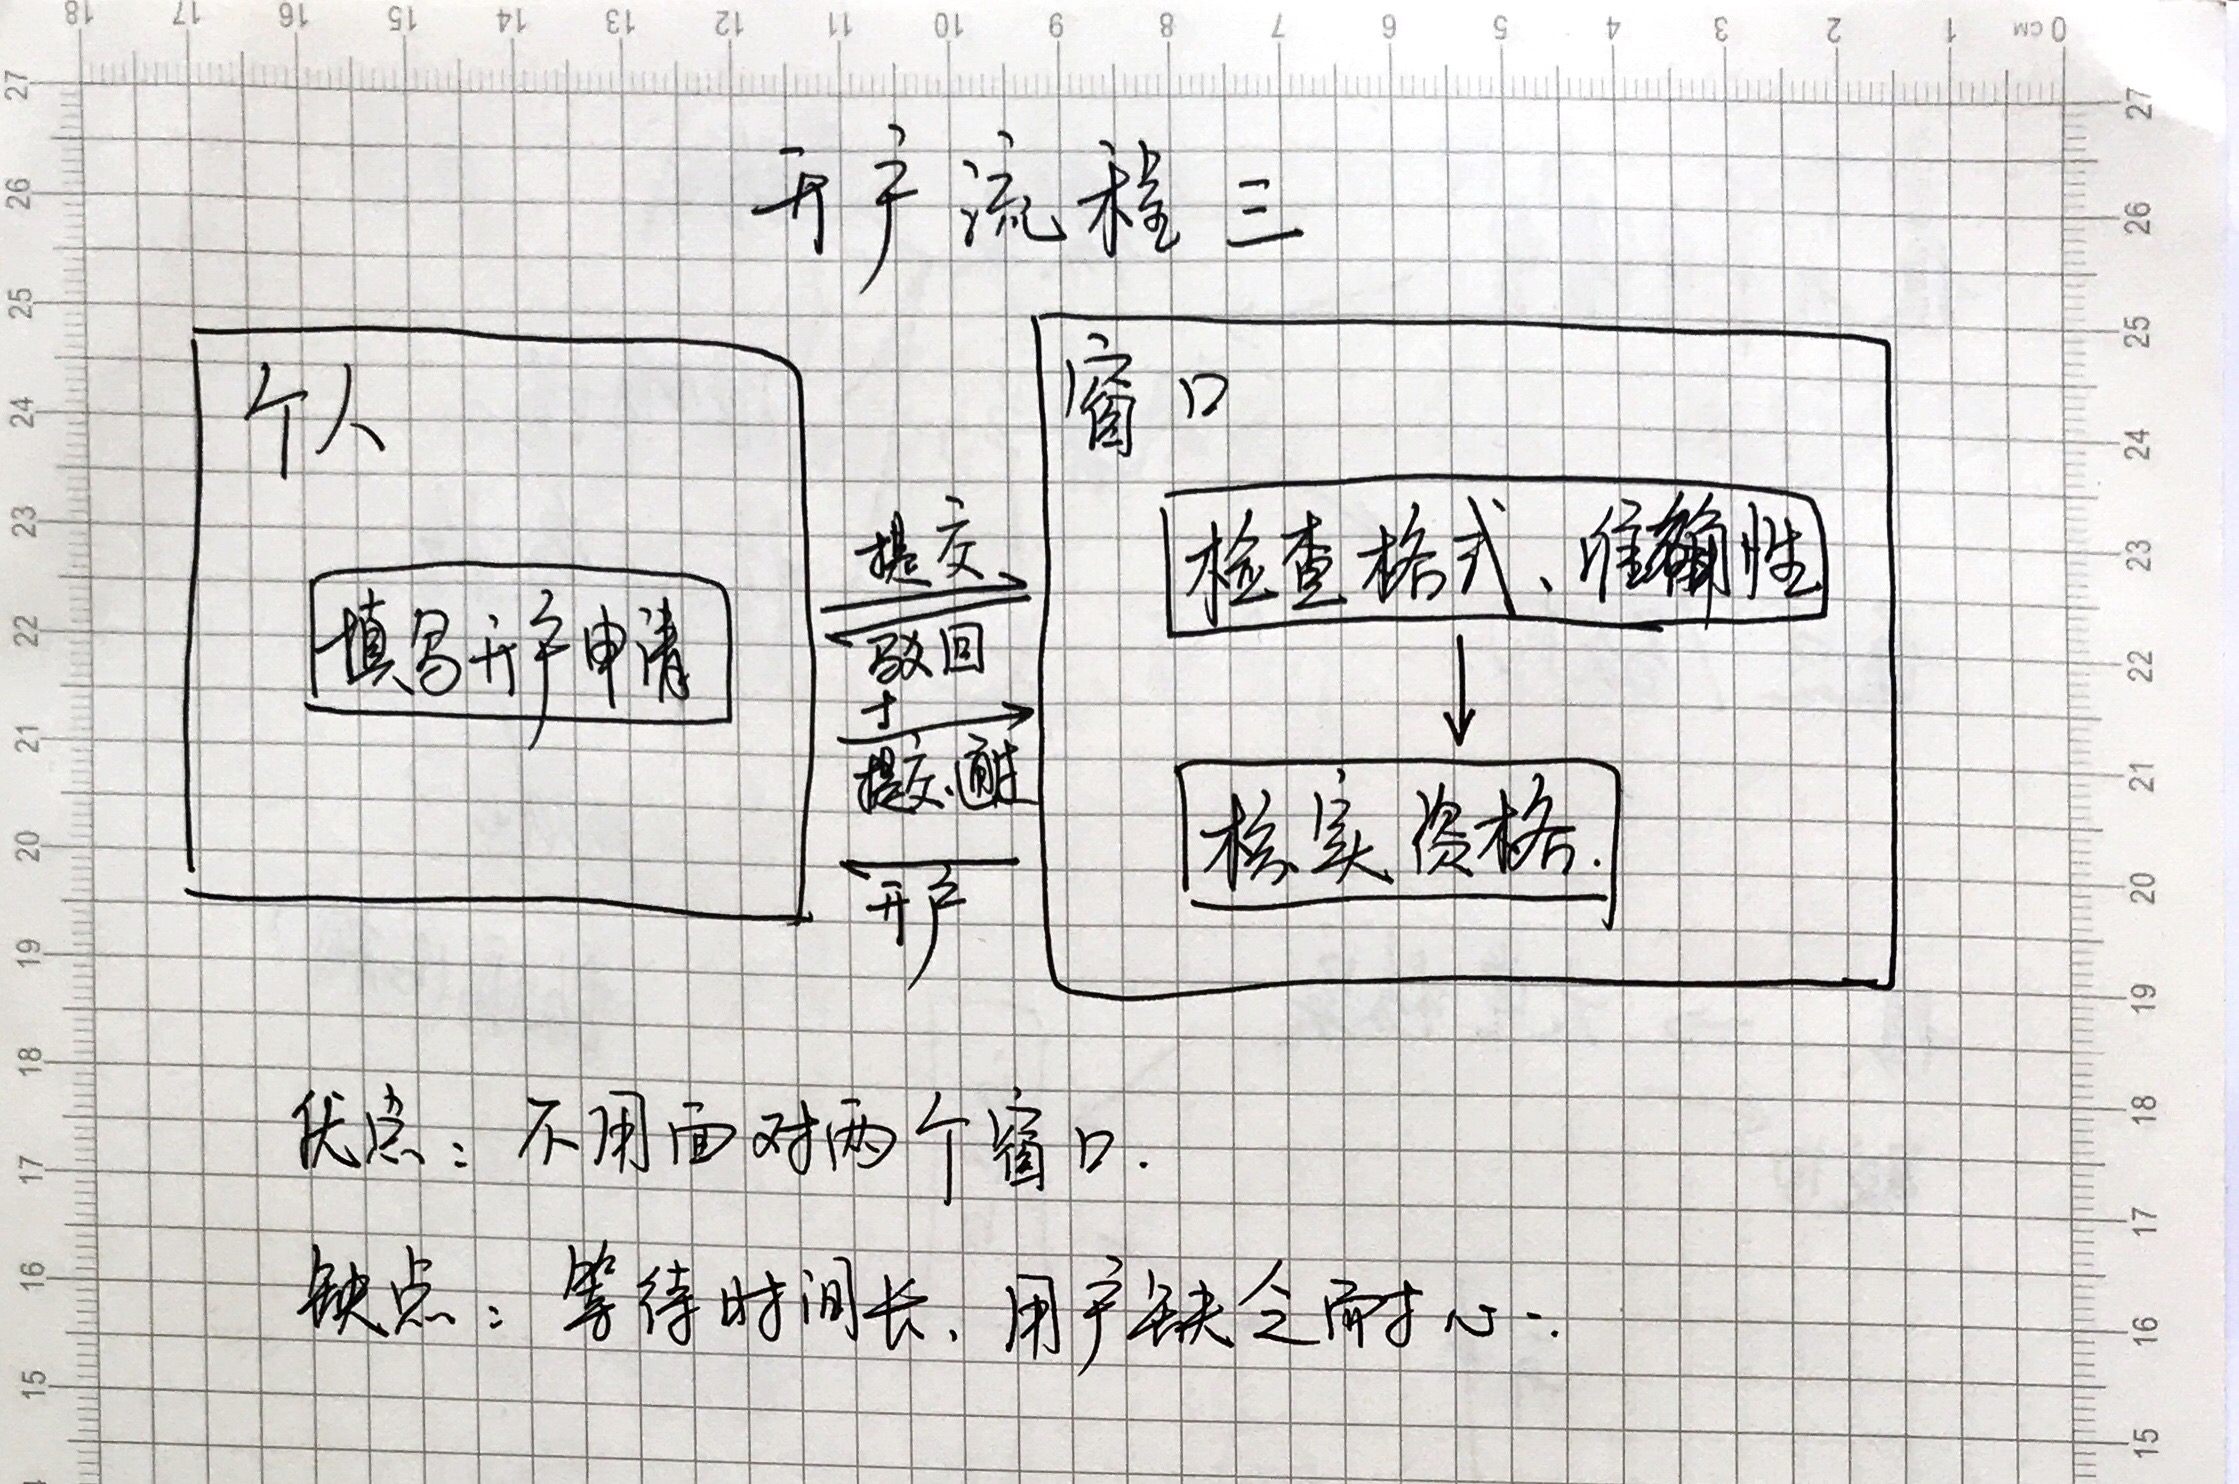 0 CM 1 2 3 4 5 6 7 8 9 10 11 12 13 14 15 16 17 18
开户流程三
个人
填写开户申请
提交
驳回
提交
开户
窗口
检查格式、准确性
核实资格.
优点：不用面对两个窗口.
缺点：等待时间长、用户缺乏耐心.
27 26 25 24 23 22 21 20 19 18 17 16 15
27 26 25 24 23 22 21 20 19 18 17 16 15